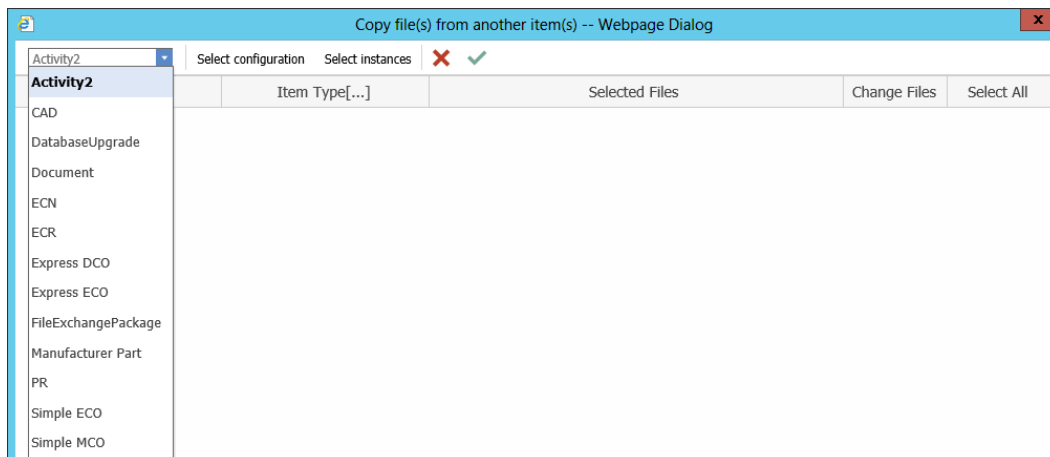 Copy file(s) from another item(s) -- Webpage Dialog
x
Activity2 Select configuration Select instances
Item Type[...] Selected Files Change Files Select All
Activity2
CAD
DatabaseUpgrade
Document
ECN
ECR
Express DCO
Express ECO
FileExchangePackage
Manufacturer Part
PR
Simple ECO
Simple MCO